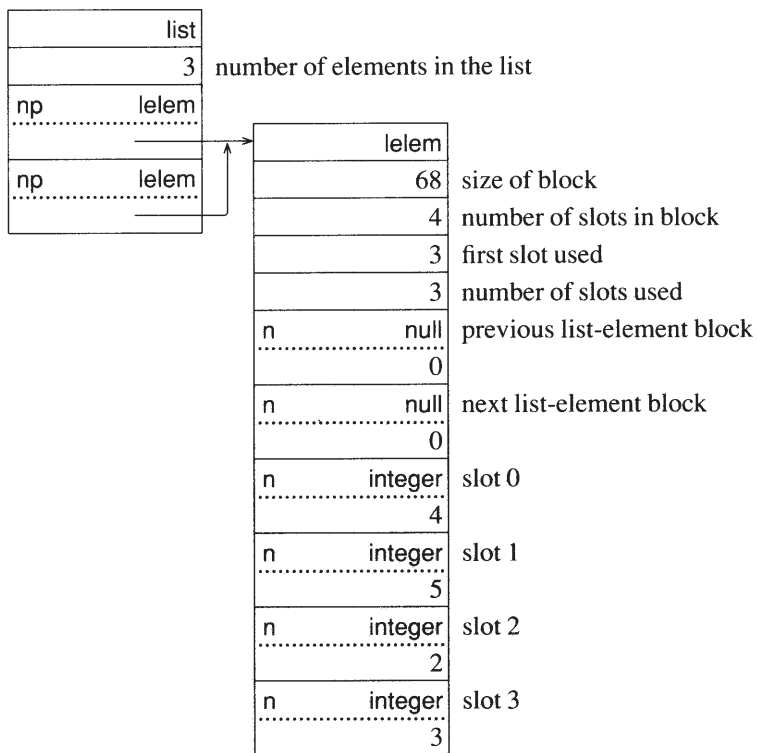 list
3 number of elements in the list
np lelem
np lelem
lelem
68 size of block
4 number of slots in block
3 first slot used
3 number of slots used
n null previous list-element block
0
n null next list-element block
0
n integer slot 0
4
n integer slot 1
5
n integer slot 2
2
n integer slot 3
3